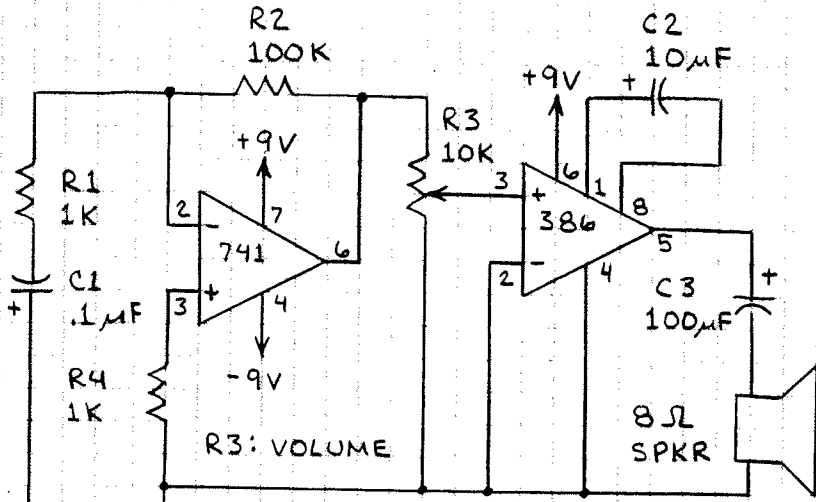 R2
100K
C2
10µF
+
+9V
R3
10K
+9V
R1
1K
2
-
7
741
6
3
+
4
-9V
C1
.1µF
+
R4
1K
R3: VOLUME
3
+
6
1
8
386
5
2
-
4
+
C3
100µF
8Ω
SPKR